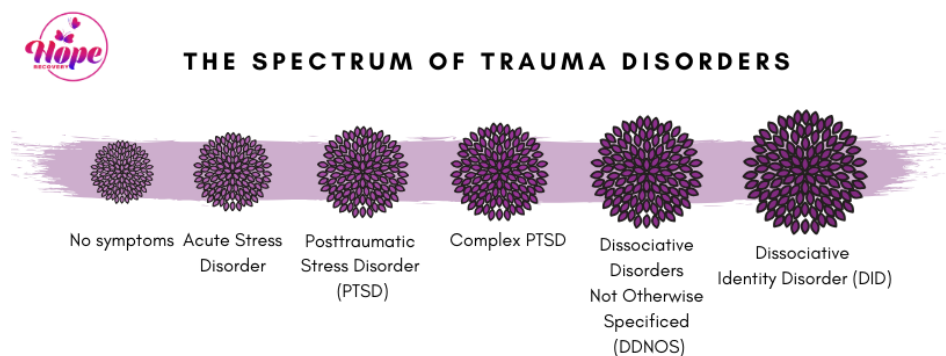 Hope
RECOVERY
THE SPECTRUM OF TRAUMA DISORDERS
No symptoms
Acute Stress
Disorder
Posttraumatic
Stress Disorder
(PTSD)
Complex PTSD
Dissociative
Disorders
Not Otherwise
Specificed
(DDNOS)
Dissociative
Identity Disorder (DID)